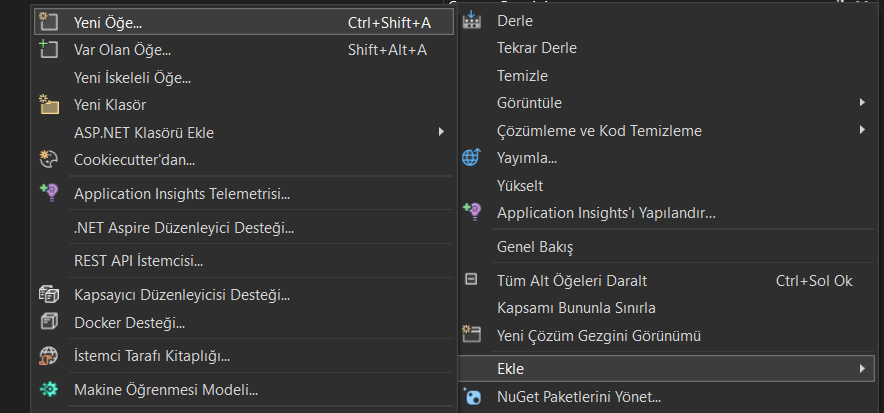 Yeni Öğe... Ctrl+Shift+A
Var Olan Öğe... Shift+Alt+A
Yeni İskeleli Öğe...
Yeni Klasör
ASP.NET Klasörü Ekle
Cookiecutter'dan...
Application Insights Telemetrisi...
.NET Aspire Düzenleyici Desteği...
REST API İstemcisi...
Kapsayıcı Düzenleyicisi Desteği...
Docker Desteği...
İstemci Tarafı Kitaplığı...
Makine Öğrenmesi Modeli...
Derle
Tekrar Derle
Temizle
Görüntüle
Çözümleme ve Kod Temizleme
Yayımla...
Yükselt
Application Insights'ı Yapılandır...
Genel Bakış
Tüm Alt Öğeleri Daralt Ctrl+Sol Ok
Kapsamı Bununla Sınırla
Yeni Çözüm Gezgini Görünümü
Ekle
NuGet Paketlerini Yönet...